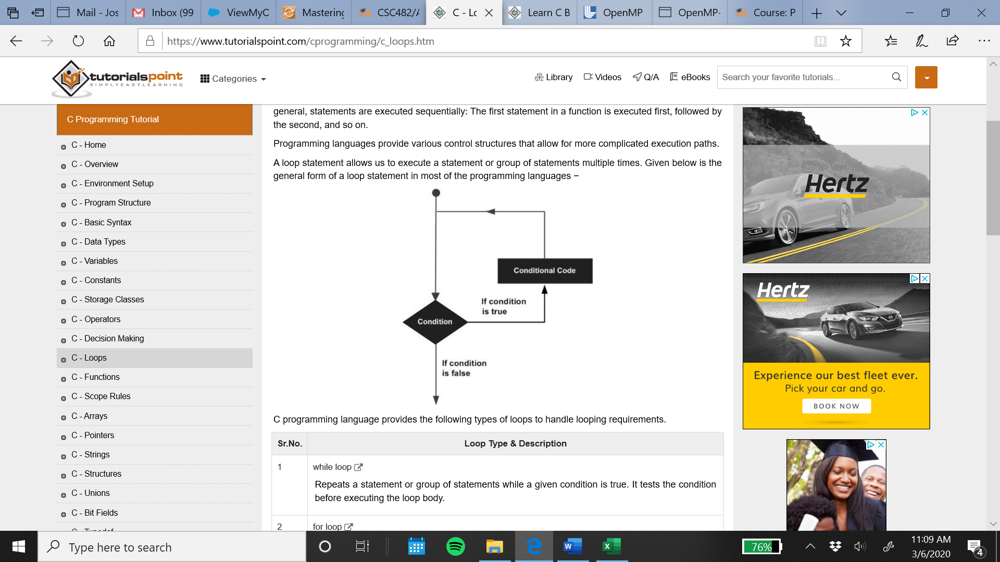 Mail - Jos
Inbox (99
ViewMyC
Mastering
CSC482/A
C - Lo
Learn C B
OpenMP
OpenMP-
Course: P
https://www.tutorialspoint.com/cprogramming/c_loops.htm
tutorialspoint
SIMPLYEASYLEARNING
Categories
Library
Videos
Q/A
eBooks
Search your favorite tutorials...
C Programming Tutorial
C - Home
C - Overview
C - Environment Setup
C - Program Structure
C - Basic Syntax
C - Data Types
C - Variables
C - Constants
C - Storage Classes
C - Operators
C - Decision Making
C - Loops
C - Functions
C - Scope Rules
C - Arrays
C - Pointers
C - Strings
C - Structures
C - Unions
C - Bit Fields
general, statements are executed sequentially: The first statement in a function is executed first, followed by
the second, and so on.
Programming languages provide various control structures that allow for more complicated execution paths.
A loop statement allows us to execute a statement or group of statements multiple times. Given below is the
general form of a loop statement in most of the programming languages −
Conditional Code
If condition
is true
Condition
If condition
is false
C programming language provides the following types of loops to handle looping requirements.
Sr.No.
Loop Type & Description
1
while loop
Repeats a statement or group of statements while a given condition is true. It tests the condition
before executing the loop body.
2
for loop
Hertz
Hertz
Experience our best fleet ever.
Pick your car and go.
BOOK NOW
Type here to search
76%
11:09 AM
3/6/2020
4